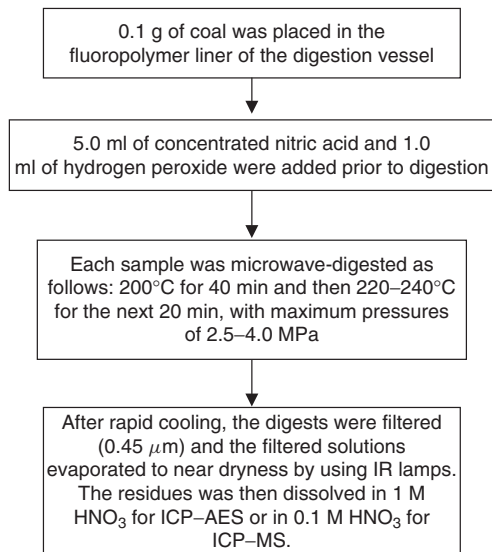 0.1 g of coal was placed in the
fluoropolymer liner of the digestion vessel
5.0 ml of concentrated nitric acid and 1.0
ml of hydrogen peroxide were added prior to digestion
Each sample was microwave-digested as
follows: 200°C for 40 min and then 220–240°C
for the next 20 min, with maximum pressures
of 2.5–4.0 MPa
After rapid cooling, the digests were filtered
(0.45 μm) and the filtered solutions
evaporated to near dryness by using IR lamps.
The residues was then dissolved in 1 M
HNO₃ for ICP–AES or in 0.1 M HNO₃ for
ICP–MS.